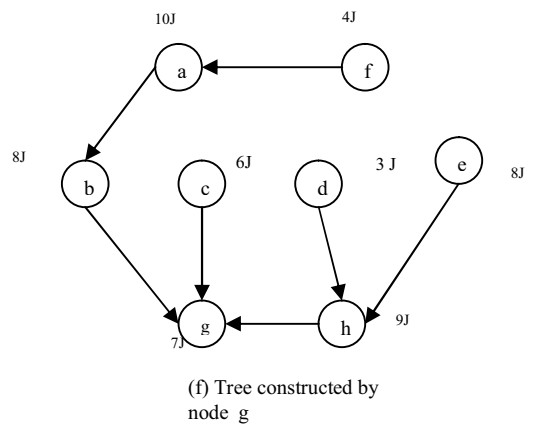 10J
4J
a
f
8J
6J
3 J
8J
b
c
d
e
g
h
7J
9J
(f) Tree constructed by
node g